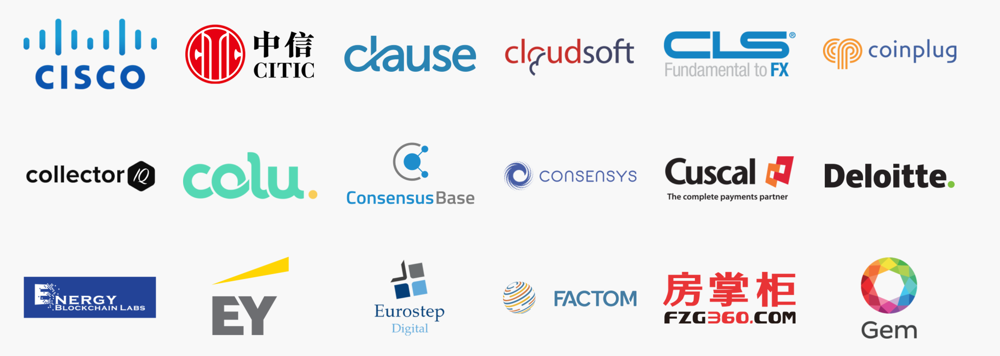 CISCO
中信
CITIC
clause
cloudsoft
CLS®
Fundamental to FX
coinplug
collector IQ
colu.
ConsensusBase
CONSENSYS
Cuscal
The complete payments partner
Deloitte.
ENERGY
BLOCKCHAIN LABS
EY
Eurostep
Digital
FACTOM
房掌柜
FZG360.COM
Gem